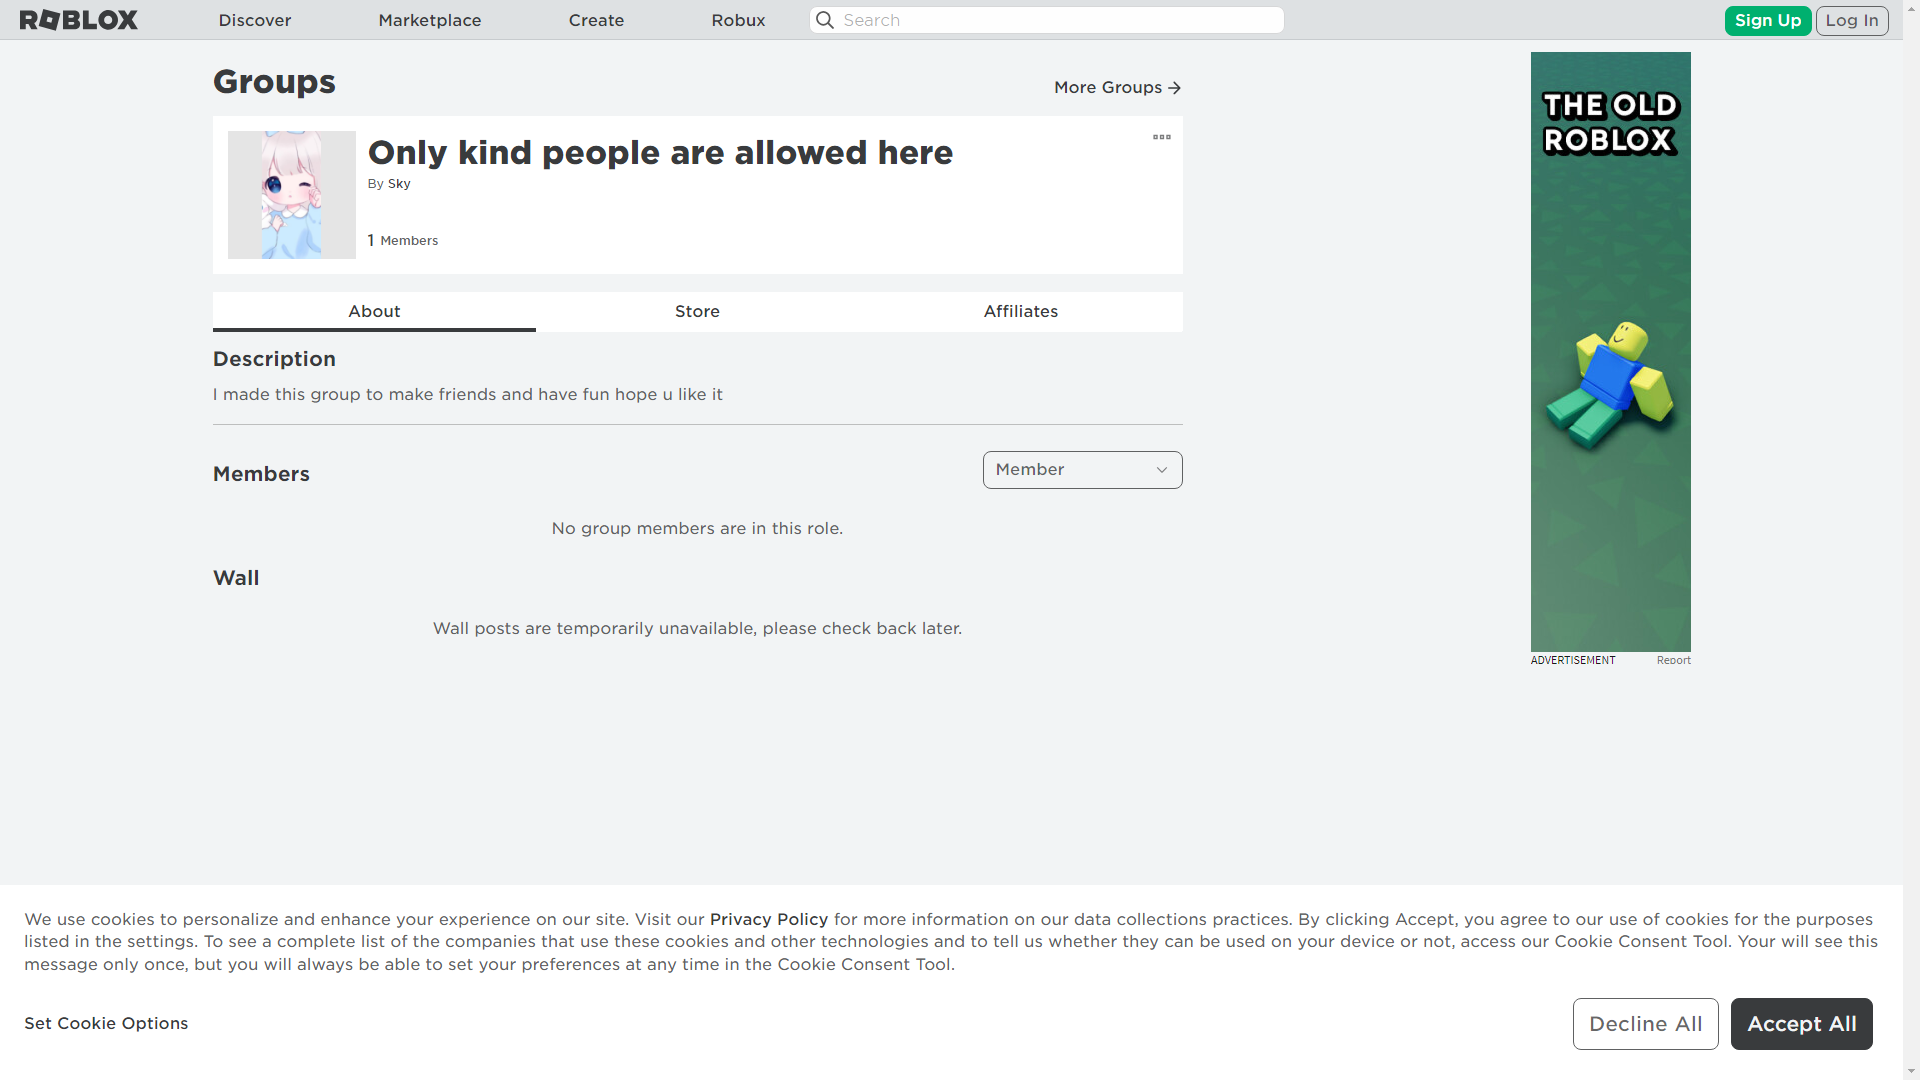 ROBLOX Discover Marketplace Create Robux Search Sign Up Log In
Groups
More Groups
Only kind people are allowed here
By Sky
1 Members
About Store Affiliates
Description
I made this group to make friends and have fun hope u like it
Members
Member
No group members are in this role.
Wall
Wall posts are temporarily unavailable, please check back later.
THE OLD
ROBLOX
ADVERTISEMENT Report
We use cookies to personalize and enhance your experience on our site. Visit our Privacy Policy for more information on our data collections practices. By clicking Accept, you agree to our use of cookies for the purposes
listed in the settings. To see a complete list of the companies that use these cookies and other technologies and to tell us whether they can be used on your device or not, access our Cookie Consent Tool. Your will see this
message only once, but you will always be able to set your preferences at any time in the Cookie Consent Tool.
Set Cookie Options
Decline All
Accept All